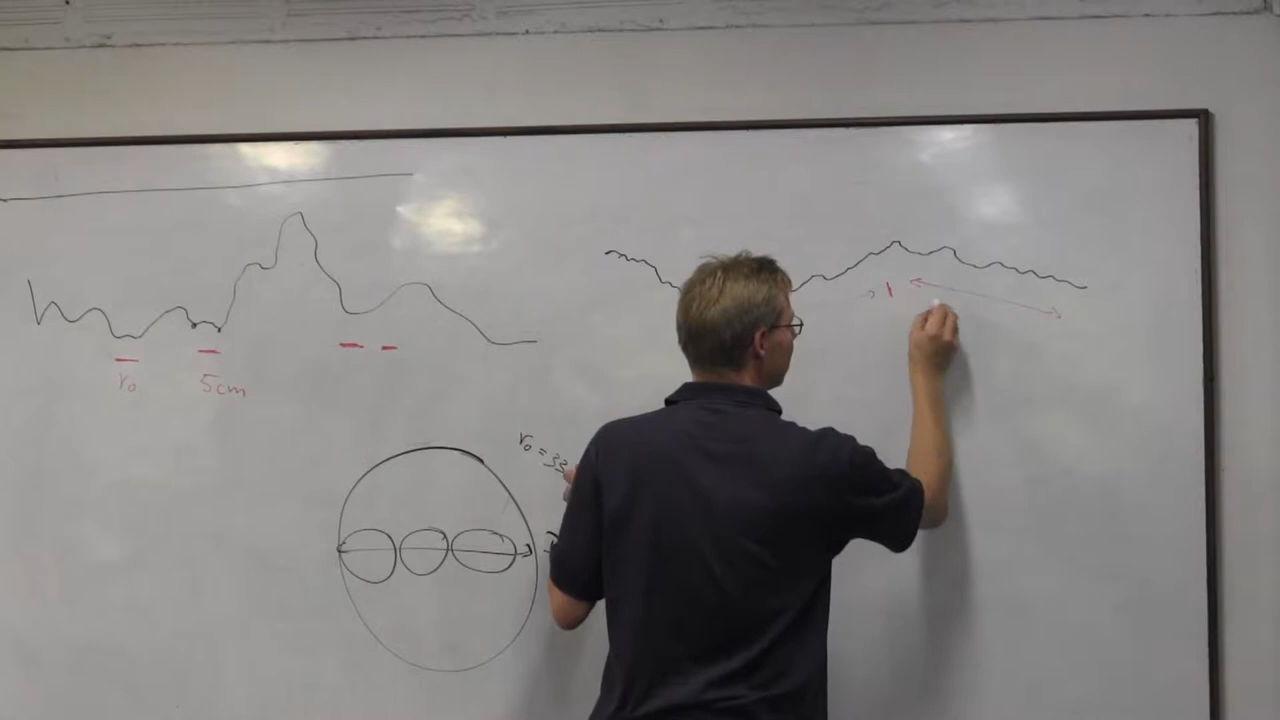 r₀
5cm
r₀ = 33